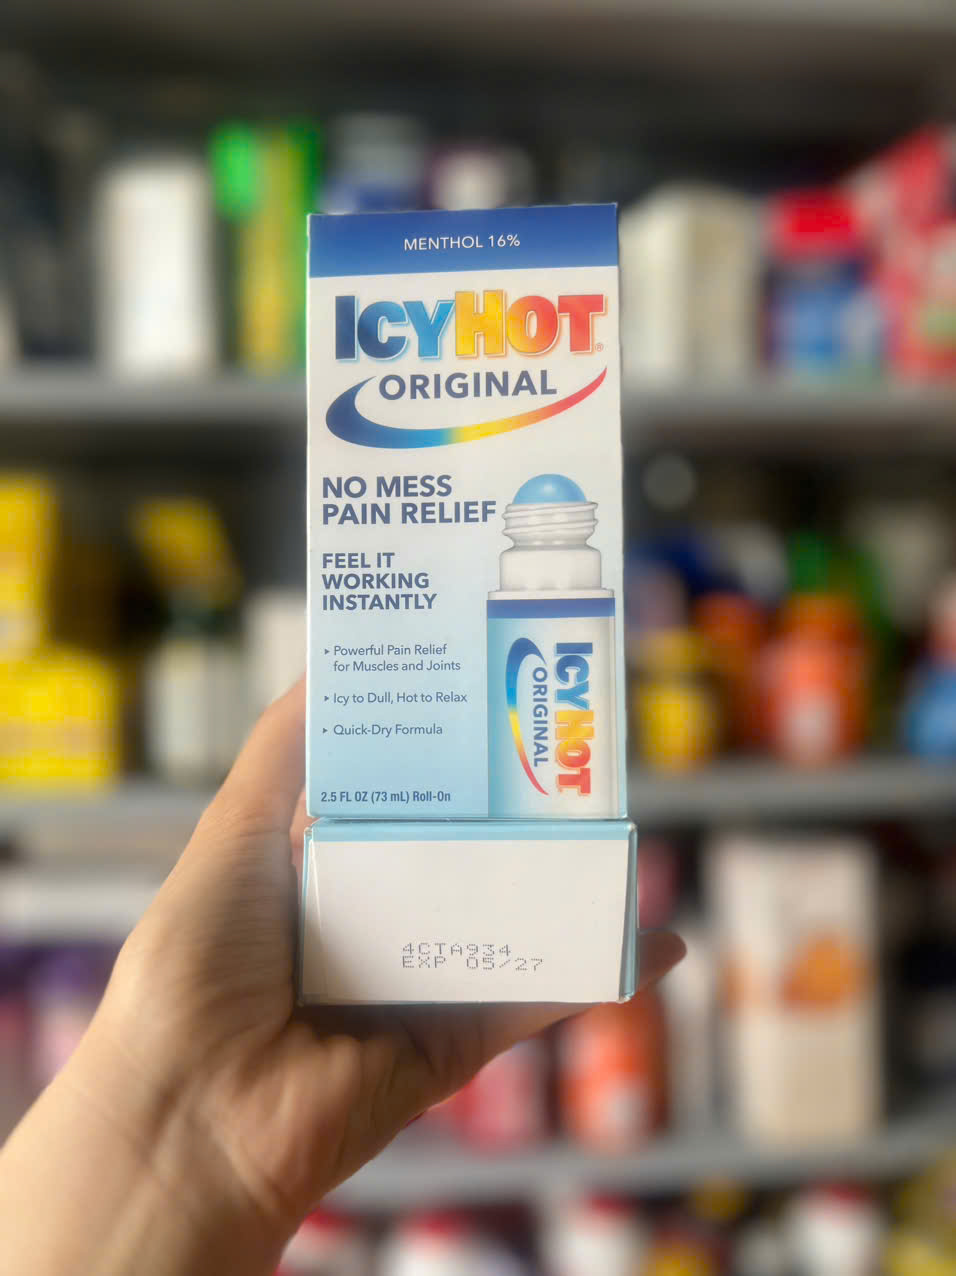 MENTHOL 16%
ICYHOT®
ORIGINAL
NO MESS
PAIN RELIEF
FEEL IT
WORKING
INSTANTLY
▸ Powerful Pain Relief
for Muscles and Joints
▸ Icy to Dull, Hot to Relax
▸ Quick-Dry Formula
2.5 FL OZ (73 mL) Roll-On
ICYHOT
ORIGINAL
4CTA934
EXP 05/27